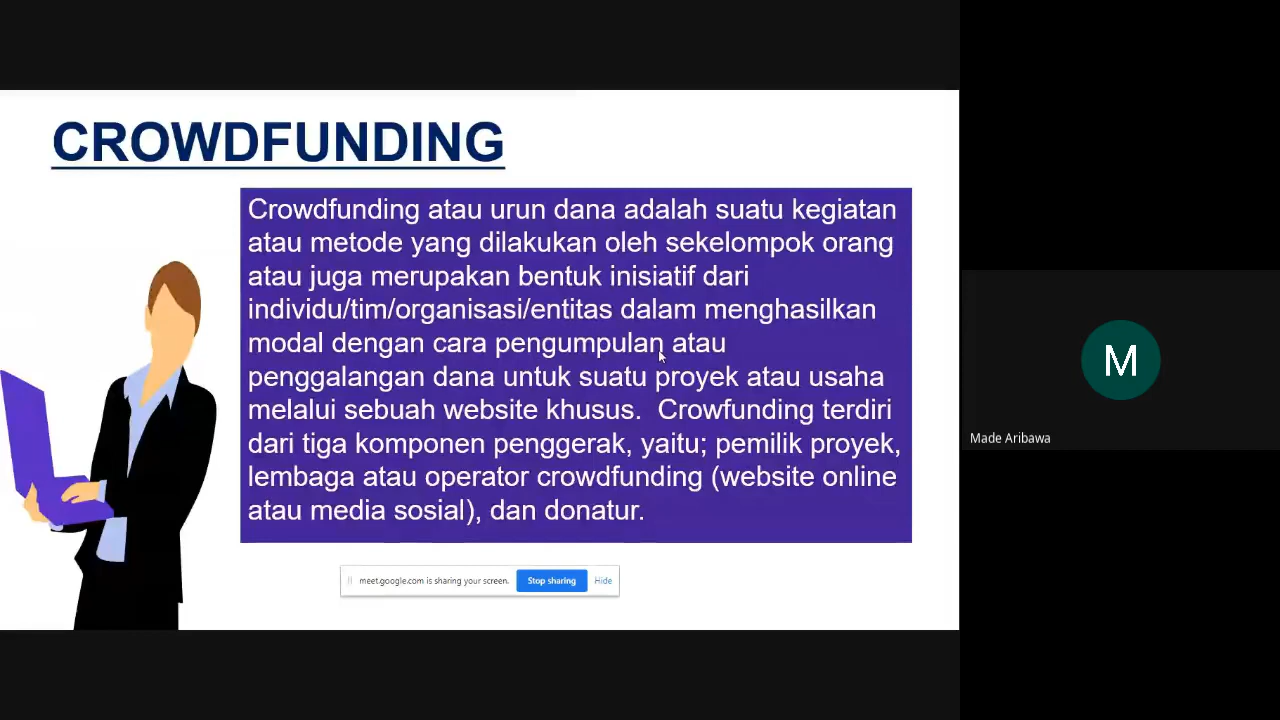 CROWDFUNDING
Crowdfunding atau urun dana adalah suatu kegiatan
atau metode yang dilakukan oleh sekelompok orang
atau juga merupakan bentuk inisiatif dari
individu/tim/organisasi/entitas dalam menghasilkan
modal dengan cara pengumpulan atau
penggalangan dana untuk suatu proyek atau usaha
melalui sebuah website khusus.  Crowfunding terdiri
dari tiga komponen penggerak, yaitu; pemilik proyek,
lembaga atau operator crowdfunding (website online
atau media sosial), dan donatur.
meet.google.com is sharing your screen. Stop sharing Hide
M
Made Aribawa